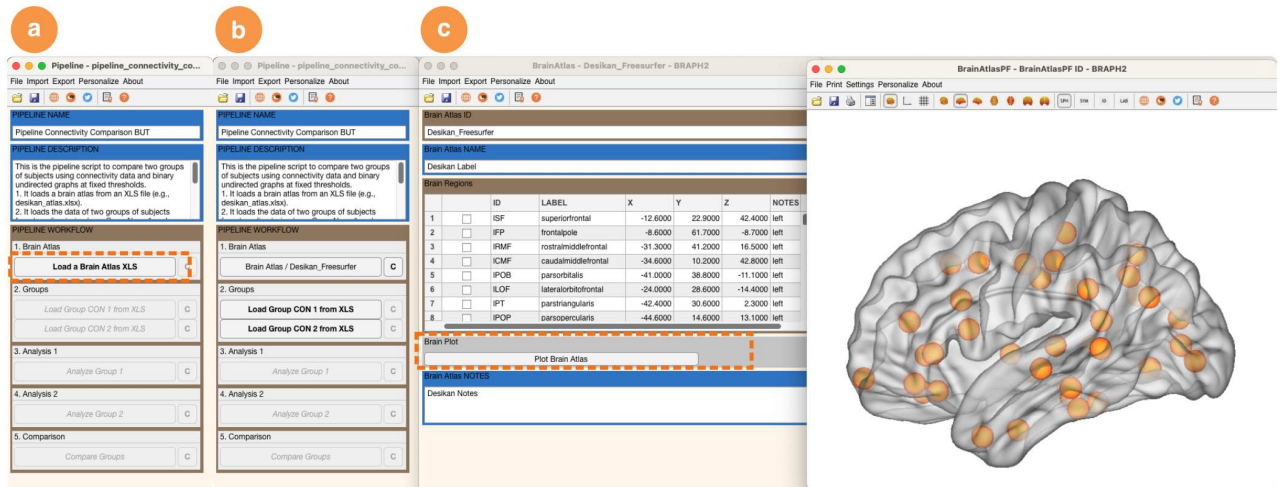 a
b
c
Pipeline - pipeline_connectivity_co...
File Import Export Personalize About
PIPELINE NAME
Pipeline Connectivity Comparison BUT
PIPELINE DESCRIPTION
This is the pipeline script to compare two groups
of subjects using connectivity data and binary
undirected graphs at fixed thresholds.
1. It loads a brain atlas from an XLS file (e.g.,
desikan_atlas.xlsx).
2. It loads the data of two groups of subjects
PIPELINE WORKFLOW
1. Brain Atlas
Load a Brain Atlas XLS
C
2. Groups
Load Group CON 1 from XLS
C
Load Group CON 2 from XLS
C
3. Analysis 1
Analyze Group 1
C
4. Analysis 2
Analyze Group 2
C
5. Comparison
Compare Groups
C
Pipeline - pipeline_connectivity_co...
File Import Export Personalize About
PIPELINE NAME
Pipeline Connectivity Comparison BUT
PIPELINE DESCRIPTION
This is the pipeline script to compare two groups
of subjects using connectivity data and binary
undirected graphs at fixed thresholds.
1. It loads a brain atlas from an XLS file (e.g.,
desikan_atlas.xlsx).
2. It loads the data of two groups of subjects
PIPELINE WORKFLOW
1. Brain Atlas
Brain Atlas / Desikan_Freesurfer
C
2. Groups
Load Group CON 1 from XLS
C
Load Group CON 2 from XLS
C
3. Analysis 1
Analyze Group 1
C
4. Analysis 2
Analyze Group 2
C
5. Comparison
Compare Groups
C
BrainAtlas - Desikan_Freesurfer - BRAPH2
File Import Export Personalize About
Brain Atlas ID
Desikan_Freesurfer
Brain Atlas NAME
Desikan Label
Brain Regions
ID LABEL X Y Z NOTES
1 lSF superiorfrontal -12.6000 22.9000 42.4000 left
2 lFP frontalpole -8.6000 61.7000 -8.7000 left
3 lRMF rostralmiddlefrontal -31.3000 41.2000 16.5000 left
4 lCMF caudalmiddlefrontal -34.6000 10.2000 42.8000 left
5 lPOB parsorbitalis -41.0000 38.8000 -11.1000 left
6 lLOF lateralorbitofrontal -24.0000 28.6000 -14.4000 left
7 lPT parstriangularis -42.4000 30.6000 2.3000 left
8 lPOP parsopercularis -44.6000 14.6000 13.1000 left
Brain Plot
Plot Brain Atlas
Brain Atlas NOTES
Desikan Notes
BrainAtlasPF - BrainAtlasPF ID - BRAPH2
File Print Settings Personalize About
SPH SYM ID LAB